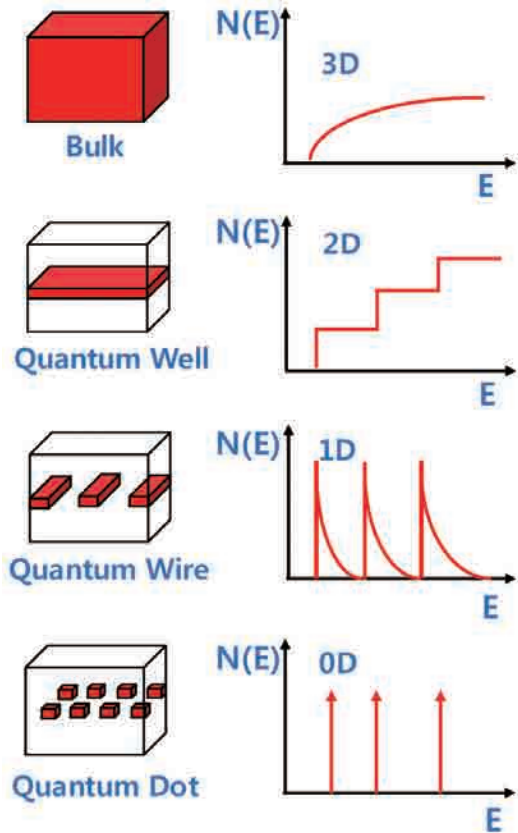 N(E)
3D
Bulk
E
N(E)
2D
Quantum Well
E
N(E)
1D
Quantum Wire
E
N(E)
0D
Quantum Dot
E